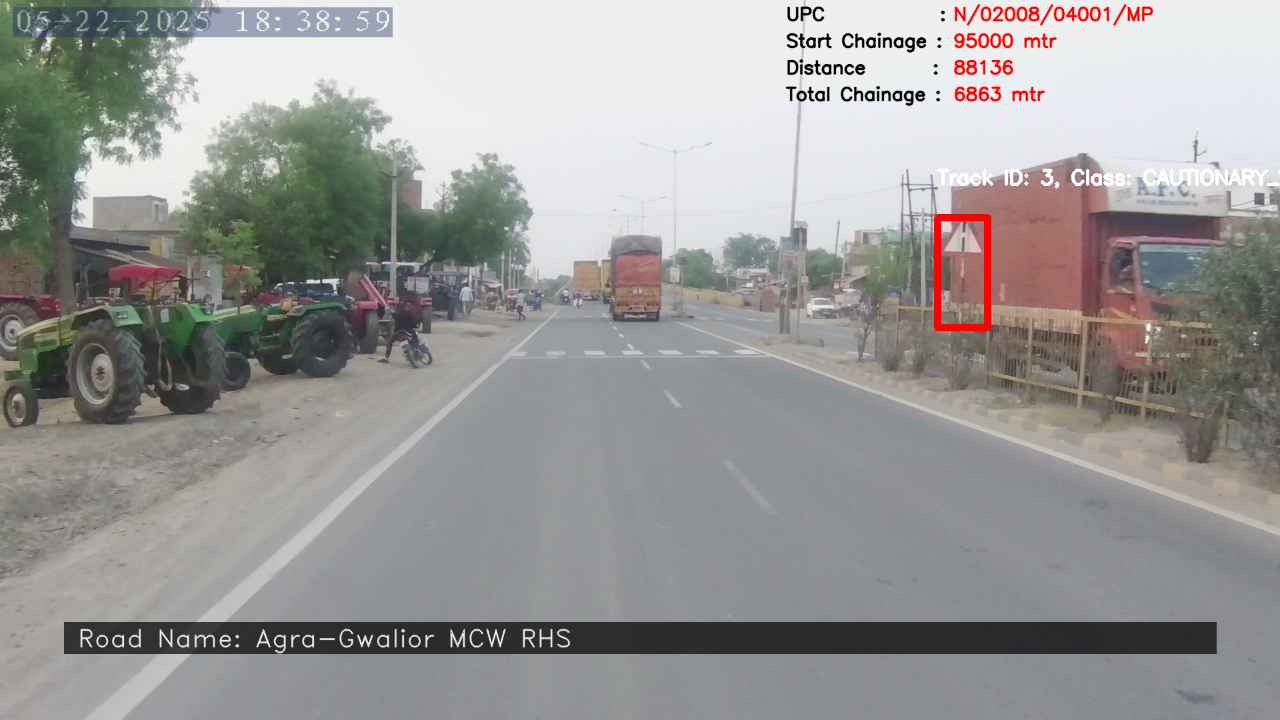 05-22-2025 18:38:59
UPC : N/02008/04001/MP
Start Chainage : 95000 mtr
Distance : 88136
Total Chainage : 6863 mtr
Track ID: 3, Class: CAUTIONARY_
A.P.C.
Road Name: Agra-Gwalior MCW RHS